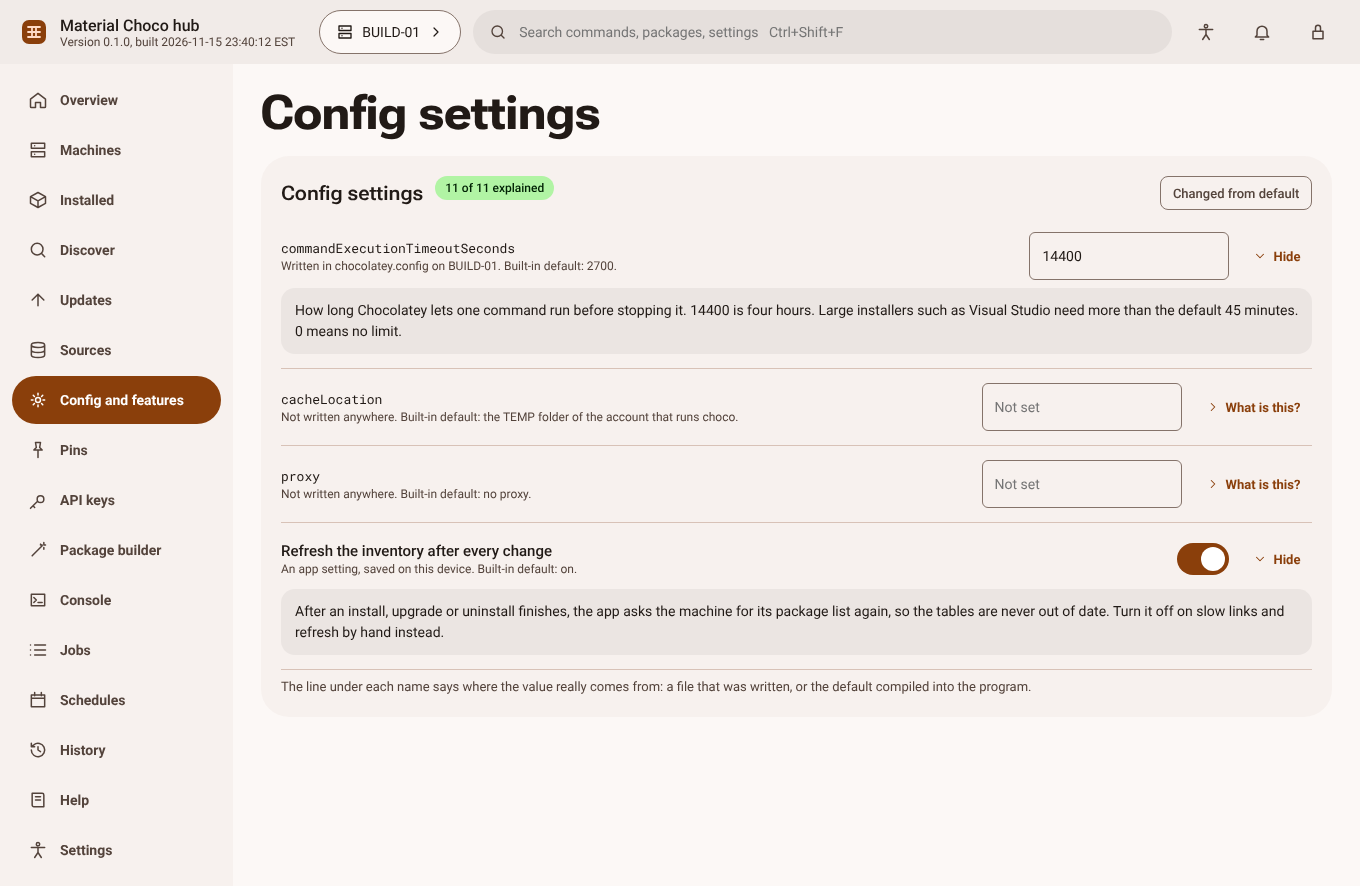 Material Choco hub
Version 0.1.0, built 2026-11-15 23:40:12 EST
BUILD-01
Search commands, packages, settings Ctrl+Shift+F
Overview
Machines
Installed
Discover
Updates
Sources
Config and features
Pins
API keys
Package builder
Console
Jobs
Schedules
History
Help
Settings
Config settings
Config settings
11 of 11 explained
Changed from default
commandExecutionTimeoutSeconds
Written in chocolatey.config on BUILD-01. Built-in default: 2700.
14400
Hide
How long Chocolatey lets one command run before stopping it. 14400 is four hours. Large installers such as Visual Studio need more than the default 45 minutes.
0 means no limit.
cacheLocation
Not written anywhere. Built-in default: the TEMP folder of the account that runs choco.
Not set
What is this?
proxy
Not written anywhere. Built-in default: no proxy.
Not set
What is this?
Refresh the inventory after every change
An app setting, saved on this device. Built-in default: on.
Hide
After an install, upgrade or uninstall finishes, the app asks the machine for its package list again, so the tables are never out of date. Turn it off on slow links and
refresh by hand instead.
The line under each name says where the value really comes from: a file that was written, or the default compiled into the program.